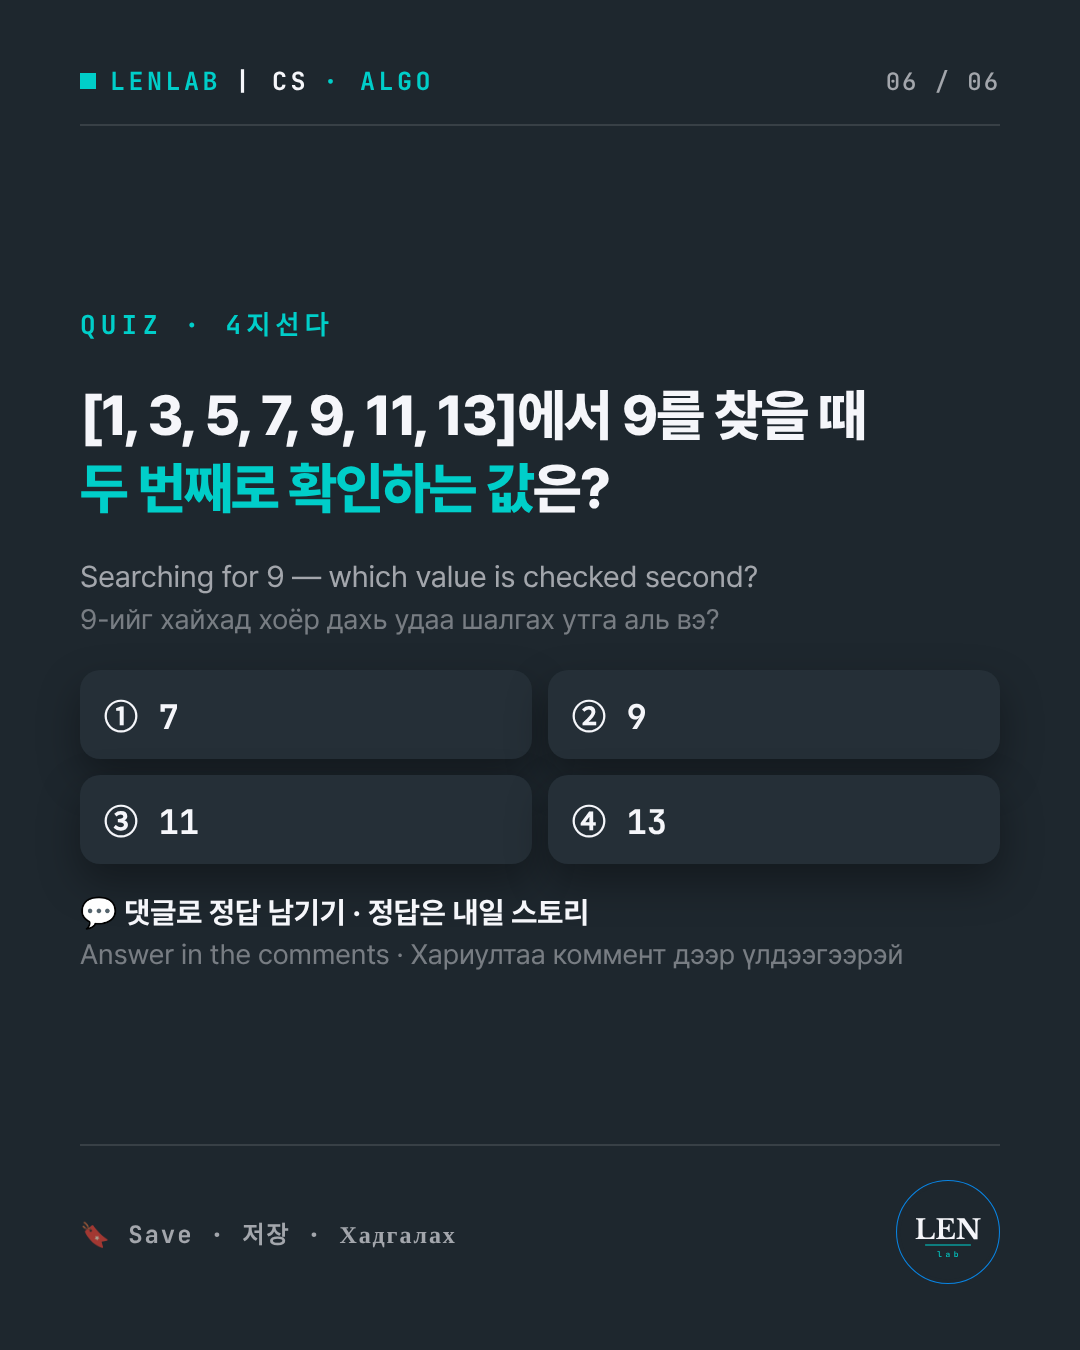 LENLAB | CS · ALGO
06 / 06
QUIZ · 4지선다
[1, 3, 5, 7, 9, 11, 13]에서 9를 찾을 때
두 번째로 확인하는 값은?
Searching for 9 — which value is checked second?
9-ийг хайхад хоёр дахь удаа шалгах утга аль вэ?
① 7
② 9
③ 11
④ 13
💬 댓글로 정답 남기기 · 정답은 내일 스토리
Answer in the comments · Хариултаа коммент дээр үлдээгээрэй
🔖 Save · 저장 · Хадгалах
LEN
lab